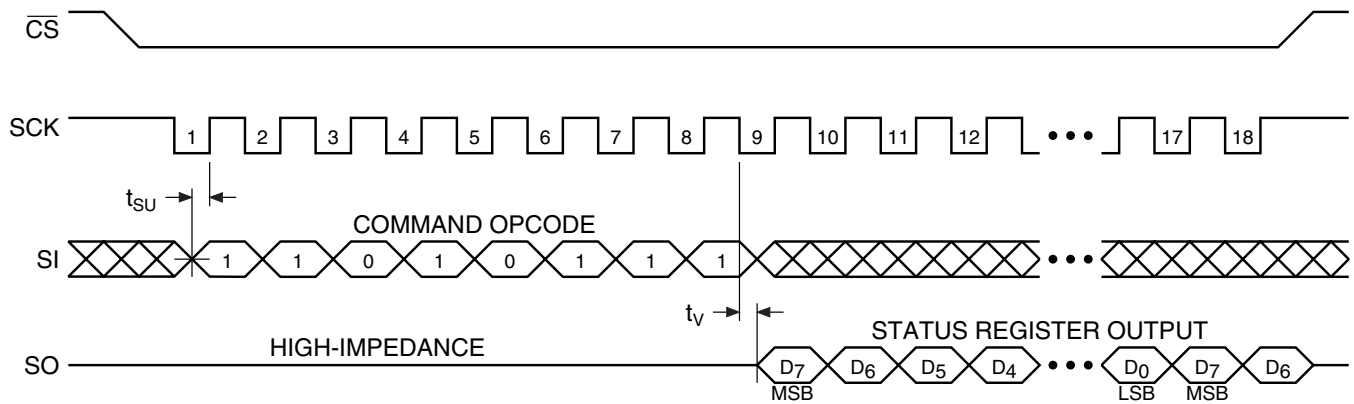 CS
SCK 1 2 3 4 5 6 7 8 9 10 11 12 ••• 17 18
tSU
COMMAND OPCODE
SI 1 1 0 1 0 1 1 1 •••
tV
HIGH-IMPEDANCE
STATUS REGISTER OUTPUT
SO D7 D6 D5 D4 ••• D0 D7 D6
MSB LSB MSB